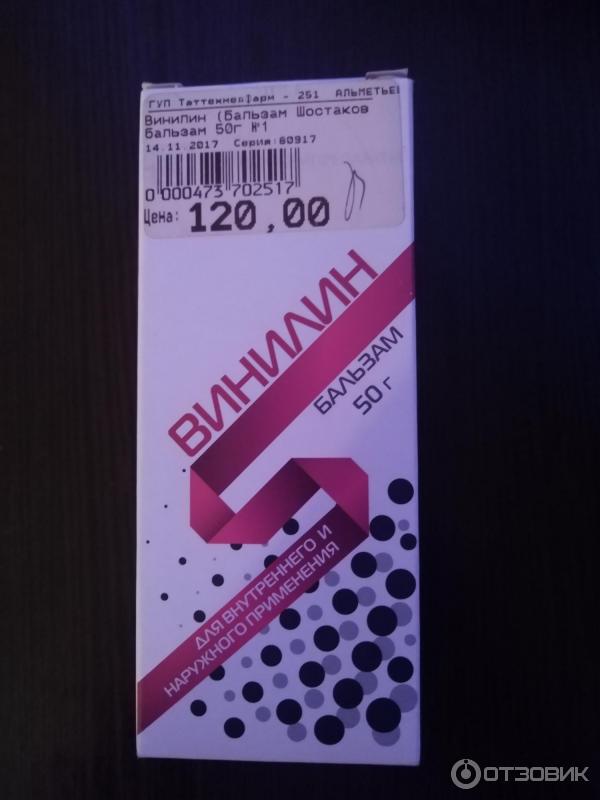 ГУП Таттехмедфарм - 251 АЛЬМЕТЬЕВ
Винилин (бальзам Шостаков
бальзам 50г №1
14.11.2017 Серия:60917
0 000473 702517
Цена: 120,00
ВИНИЛИН
БАЛЬЗАМ
50 г
ДЛЯ ВНУТРЕННЕГО И
НАРУЖНОГО ПРИМЕНЕНИЯ
ОТЗОВИК